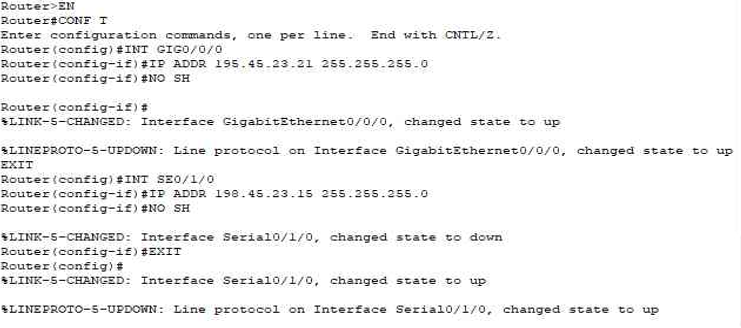 Router>EN
Router#CONF T
Enter configuration commands, one per line.  End with CNTL/Z.
Router(config)#INT GIG0/0/0
Router(config-if)#IP ADDR 195.45.23.21 255.255.255.0
Router(config-if)#NO SH
Router(config-if)#
%LINK-5-CHANGED: Interface GigabitEthernet0/0/0, changed state to up
%LINEPROTO-5-UPDOWN: Line protocol on Interface GigabitEthernet0/0/0, changed state to up
EXIT
Router(config)#INT SE0/1/0
Router(config-if)#IP ADDR 198.45.23.15 255.255.255.0
Router(config-if)#NO SH
%LINK-5-CHANGED: Interface Serial0/1/0, changed state to down
Router(config-if)#EXIT
Router(config)#
%LINK-5-CHANGED: Interface Serial0/1/0, changed state to up
%LINEPROTO-5-UPDOWN: Line protocol on Interface Serial0/1/0, changed state to up